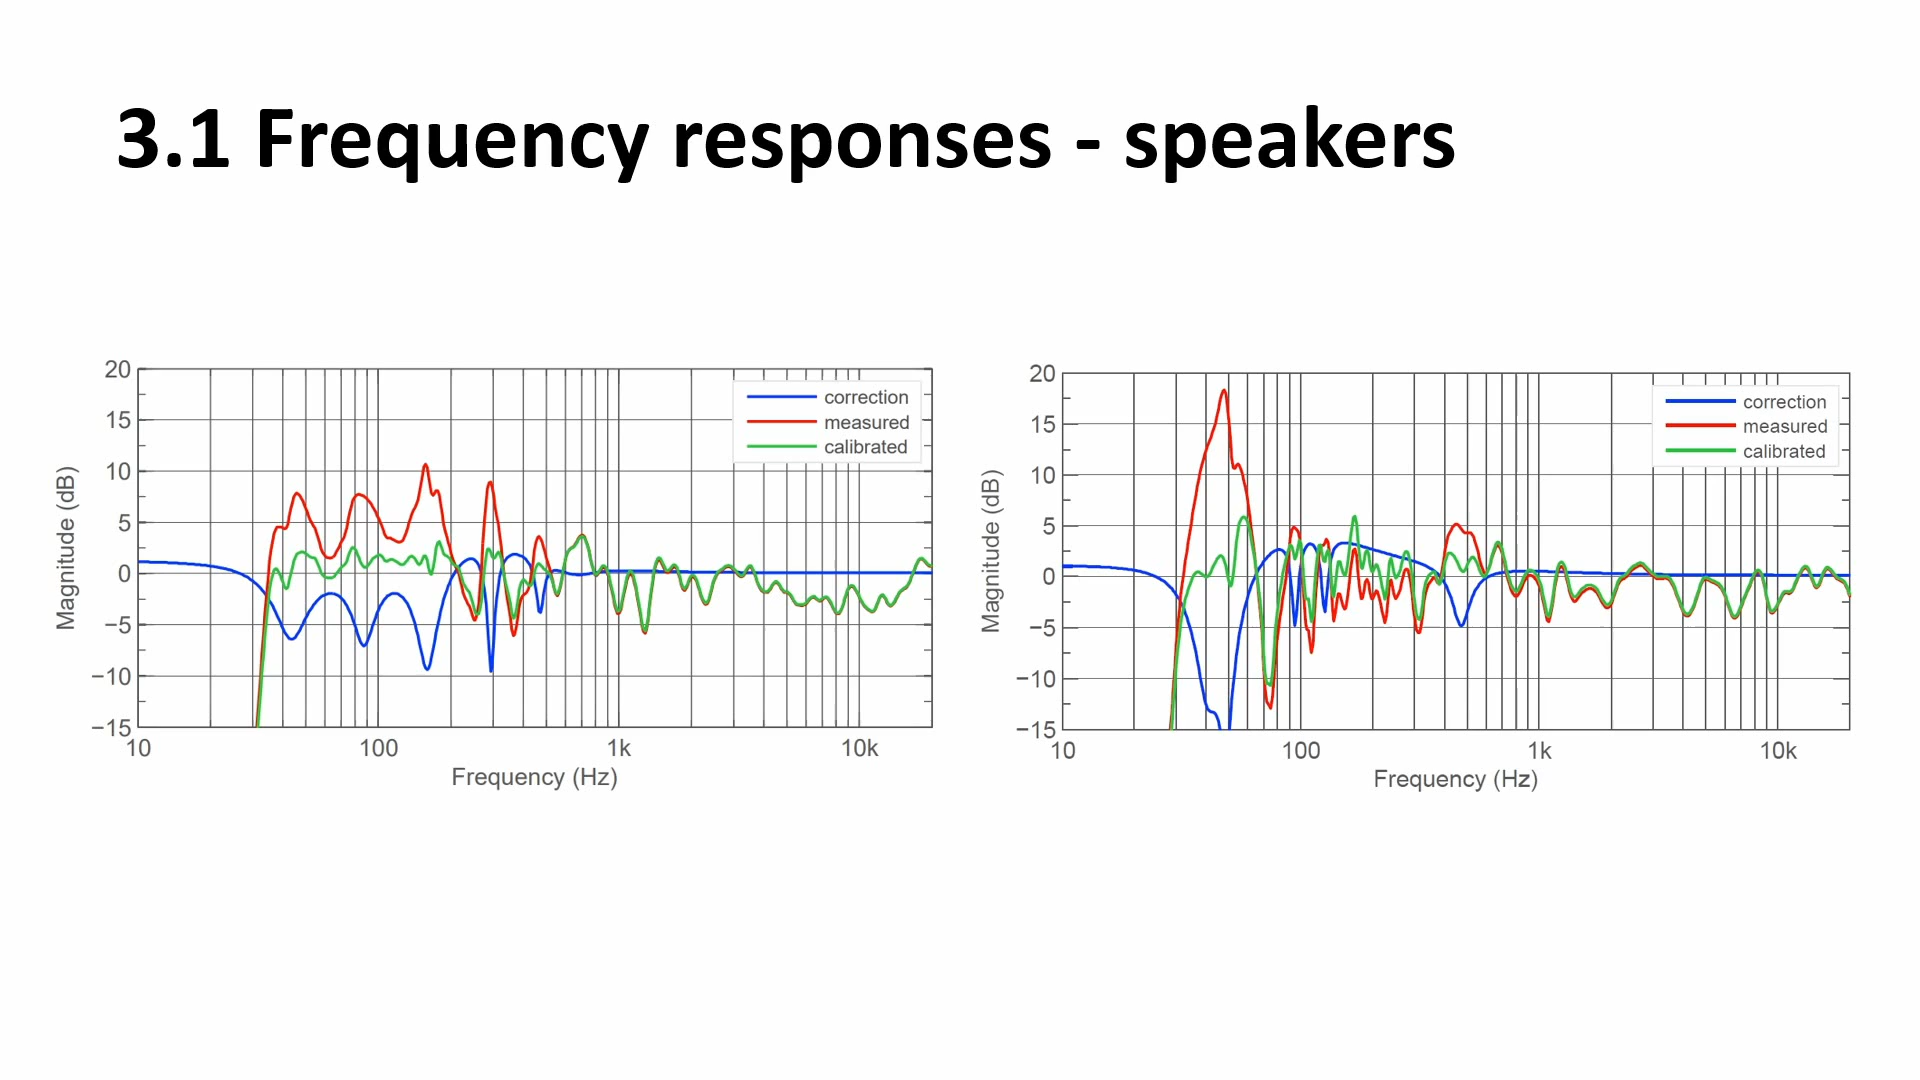 3.1 Frequency responses - speakers
20
15
10
5
0
−5
−10
−15
Magnitude (dB)
correction
measured
calibrated
10
100
1k
10k
Frequency (Hz)
20
15
10
5
0
−5
−10
−15
Magnitude (dB)
correction
measured
calibrated
10
100
1k
10k
Frequency (Hz)